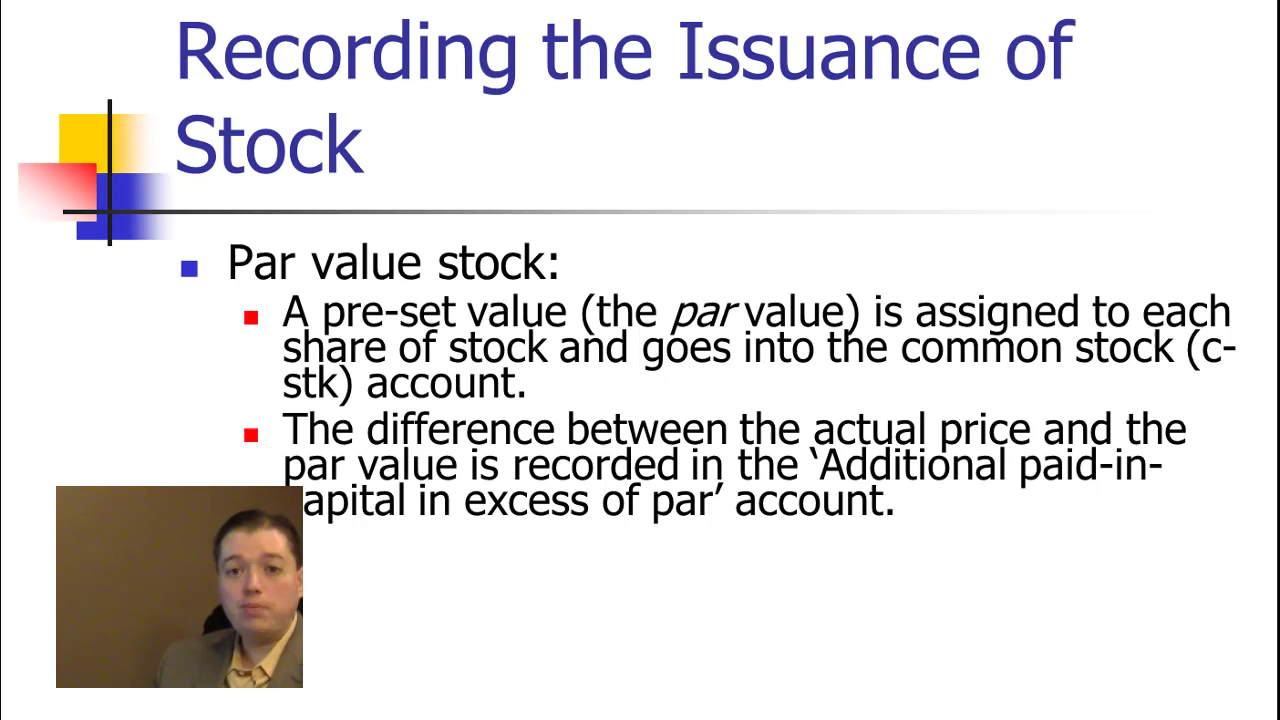 Recording the Issuance of
Stock
Par value stock:
A pre-set value (the par value) is assigned to each
share of stock and goes into the common stock (c-
stk) account.
The difference between the actual price and the
par value is recorded in the ‘Additional paid-in-
apital in excess of par’ account.